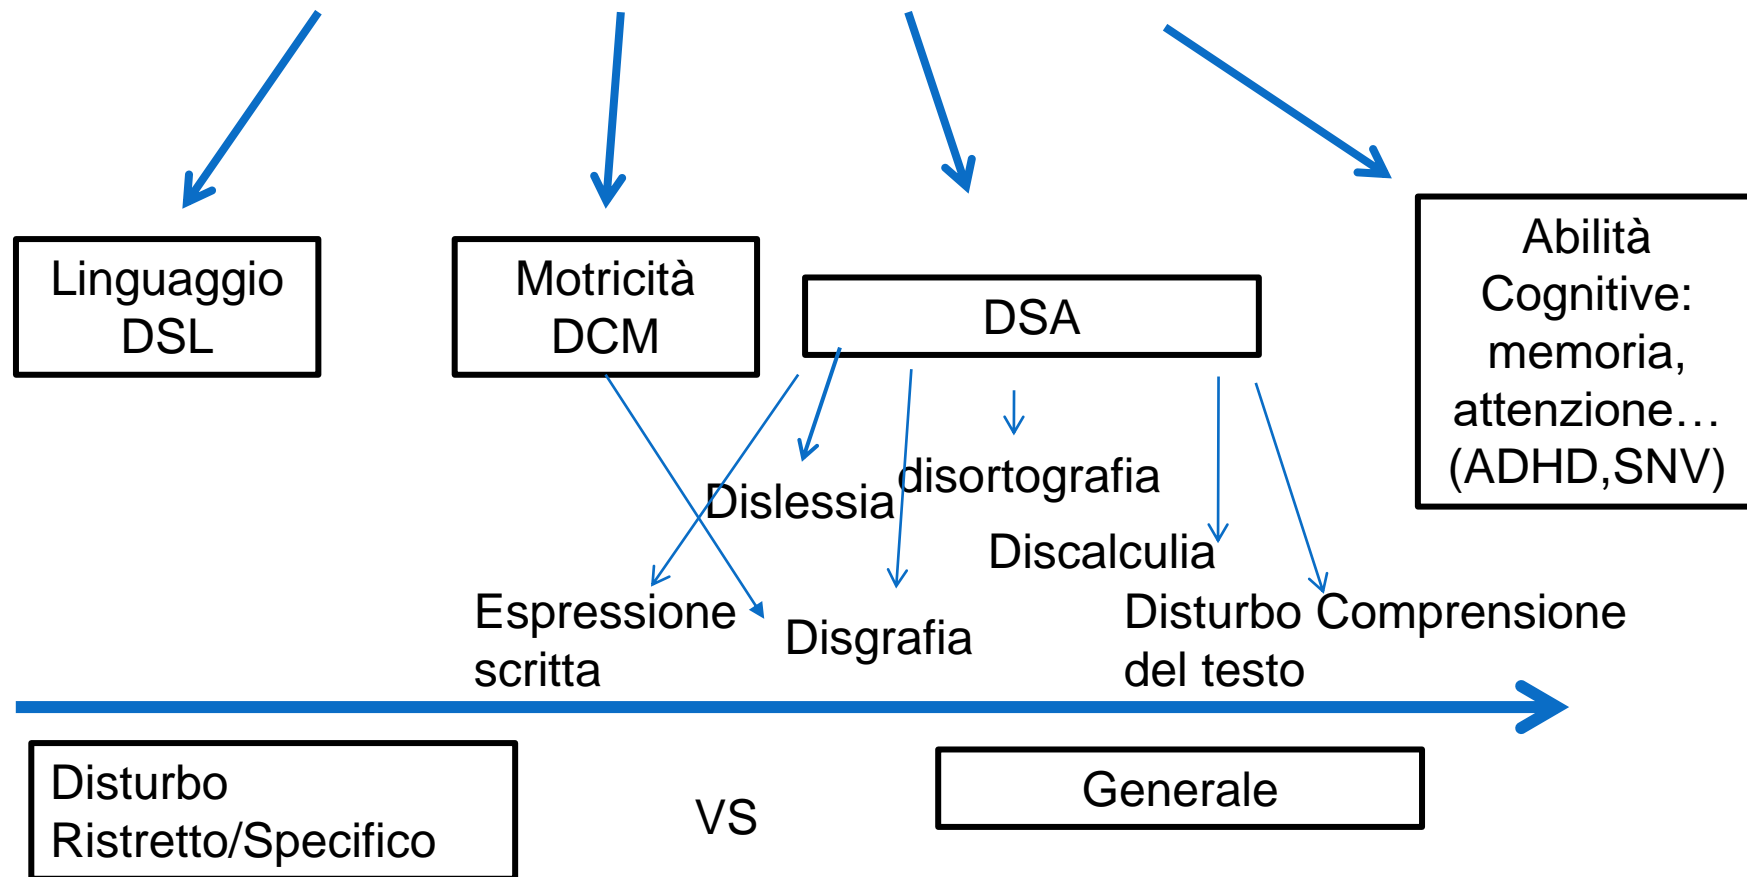 Linguaggio
DSL
Motricità
DCM
DSA
Abilità
Cognitive:
memoria,
attenzione…
(ADHD,SNV)
Dislessia
disortografia
Discalculia
Espressione
scritta
Disgrafia
Disturbo Comprensione
del testo
Disturbo
Ristretto/Specifico
VS
Generale